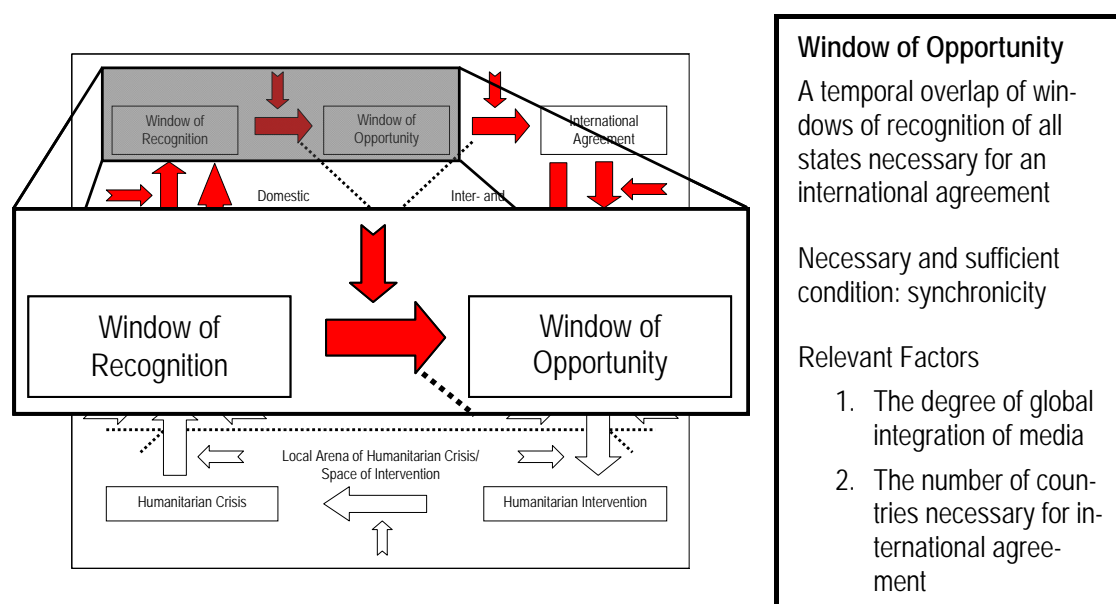 Window of
Recognition
Window of
Opportunity
International
Agreement
Domestic
Inter- and
Window of
Recognition
Window of
Opportunity
Local Arena of Humanitarian Crisis/
Space of Intervention
Humanitarian Crisis
Humanitarian Intervention
Window of Opportunity
A temporal overlap of win-
dows of recognition of all
states necessary for an
international agreement
Necessary and sufficient
condition: synchronicity
Relevant Factors
1. The degree of global
integration of media
2. The number of coun-
tries necessary for in-
ternational agree-
ment